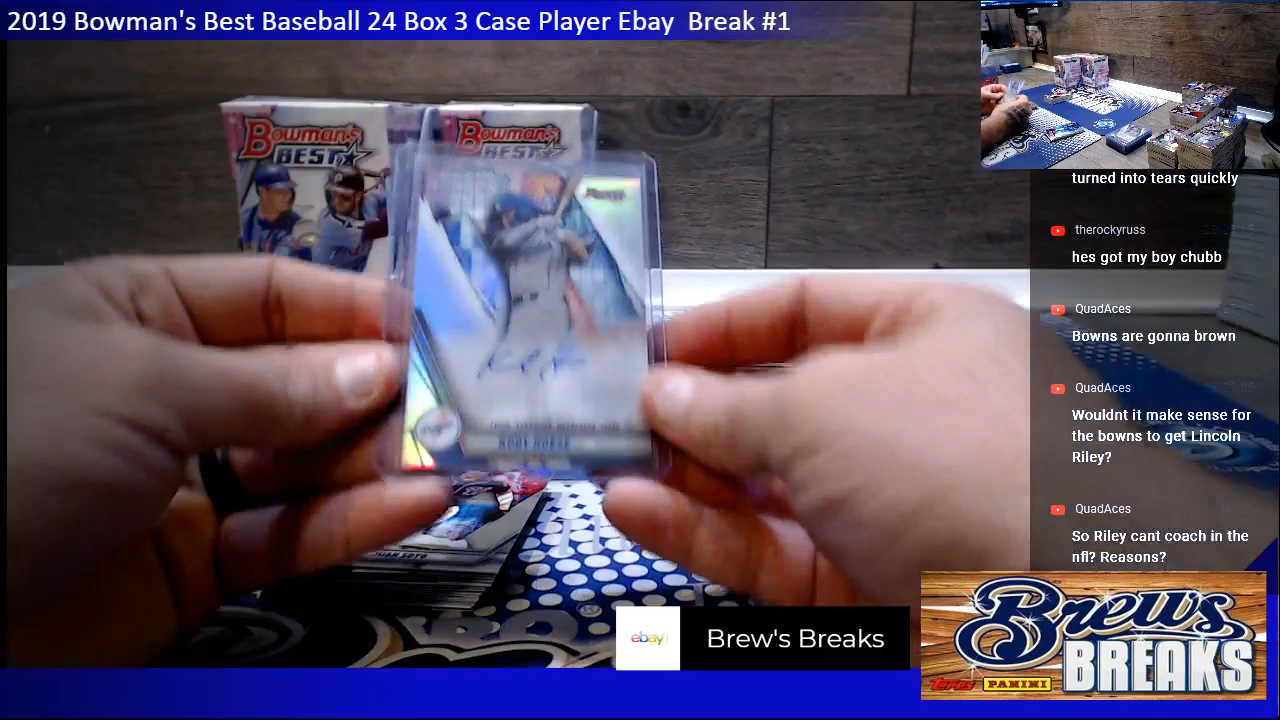 2019 Bowman's Best Baseball 24 Box 3 Case Player Ebay Break #1
Bowman's
BEST
Bowman's
BEST
turned into tears quickly
therockyruss
hes got my boy chubb
QuadAces
Bowns are gonna brown
QuadAces
Wouldnt it make sense for
the bowns to get Lincoln
Riley?
QuadAces
So Riley cant coach in the
nfl? Reasons?
JUAN SOTO
ebay
Brew's Breaks
Brews
BREAKS
Topps
PANINI